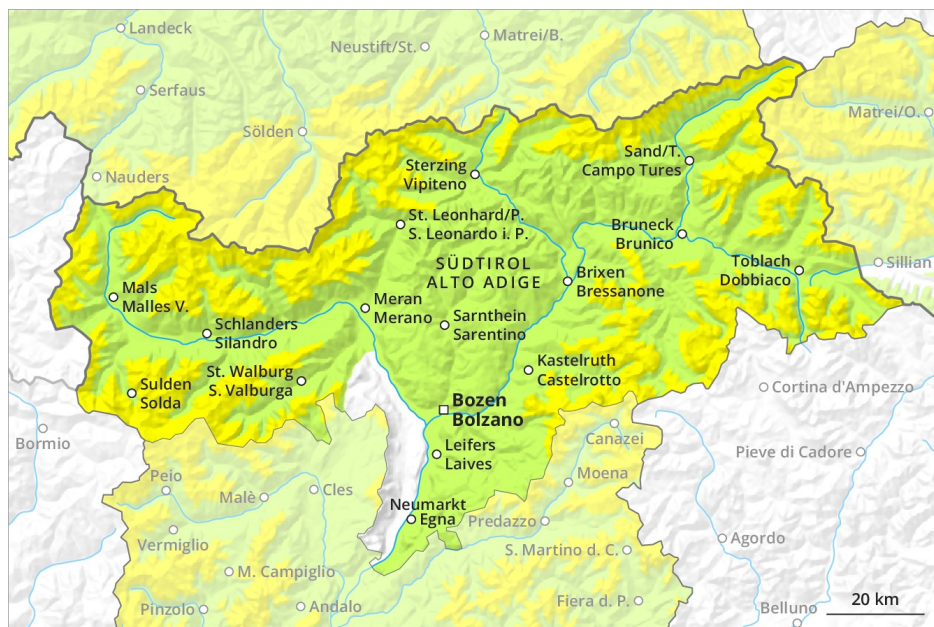 Landeck
Neustift/St.
Matrei/B.
Serfaus
Matrei/O.
Sölden
Sand/T.
Campo Tures
Sterzing
Vipiteno
Nauders
St. Leonhard/P.
S. Leonardo i. P.
Bruneck
Brunico
SÜDTIROL
ALTO ADIGE
Toblach
Dobbiaco
Sillian
Brixen
Bressanone
Mals
Malles V.
Meran
Merano
Sarnthein
Sarentino
Schlanders
Silandro
Kastelruth
Castelrotto
St. Walburg
S. Valburga
Sulden
Solda
Cortina d'Ampezzo
Bozen
Bolzano
Bormio
Canazei
Leifers
Laives
Pieve di Cadore
Peio
Moena
Malè
Cles
Neumarkt
Egna
Predazzo
Vermiglio
Agordo
S. Martino d. C.
M. Campiglio
Pinzolo
Andalo
Fiera d. P.
Belluno
20 km